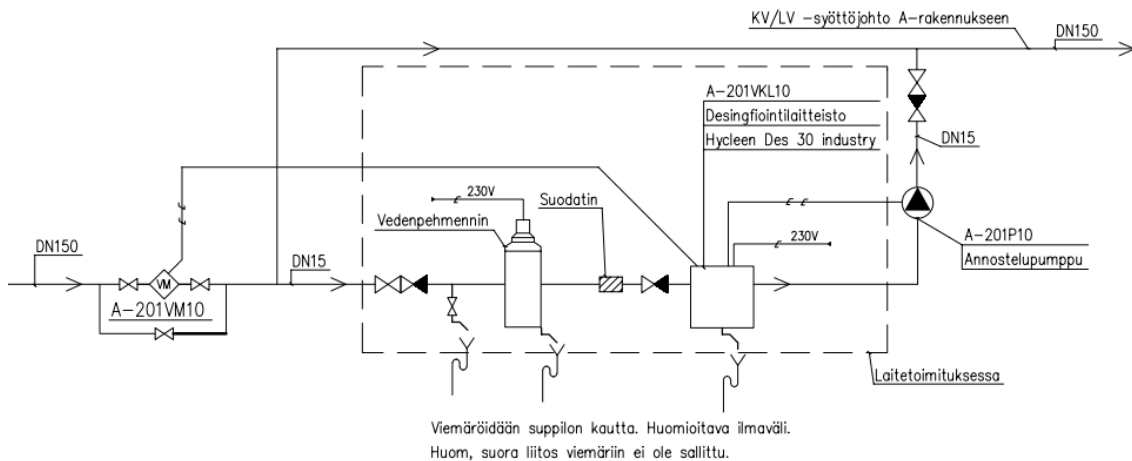 KV/LV -syöttöjohto A-rakennukseen
DN150
A-201VKL10
Desingfiointilaitteisto
Hycleen Des 30 industry
DN15
230V
Suodatin
Vedenpehmennin
230V
A-201P10
Annostelupumppu
DN150
DN15
VM
A-201VM10
Laitetoimituksessa
Viemäröidään suppilon kautta. Huomioitava ilmaväli.
Huom, suora liitos viemäriin ei ole sallittu.